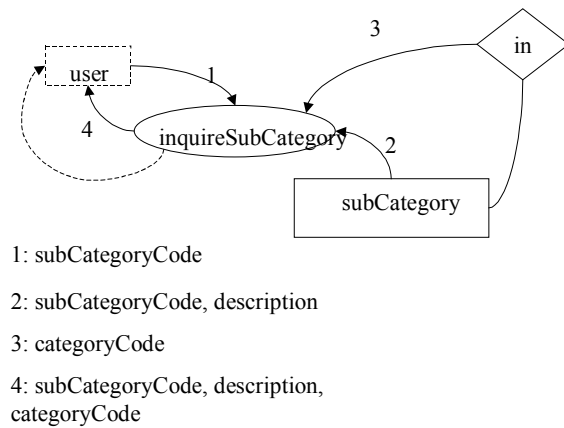 3
in
user
1
4
inquireSubCategory
2
subCategory
1: subCategoryCode
2: subCategoryCode, description
3: categoryCode
4: subCategoryCode, description,
categoryCode